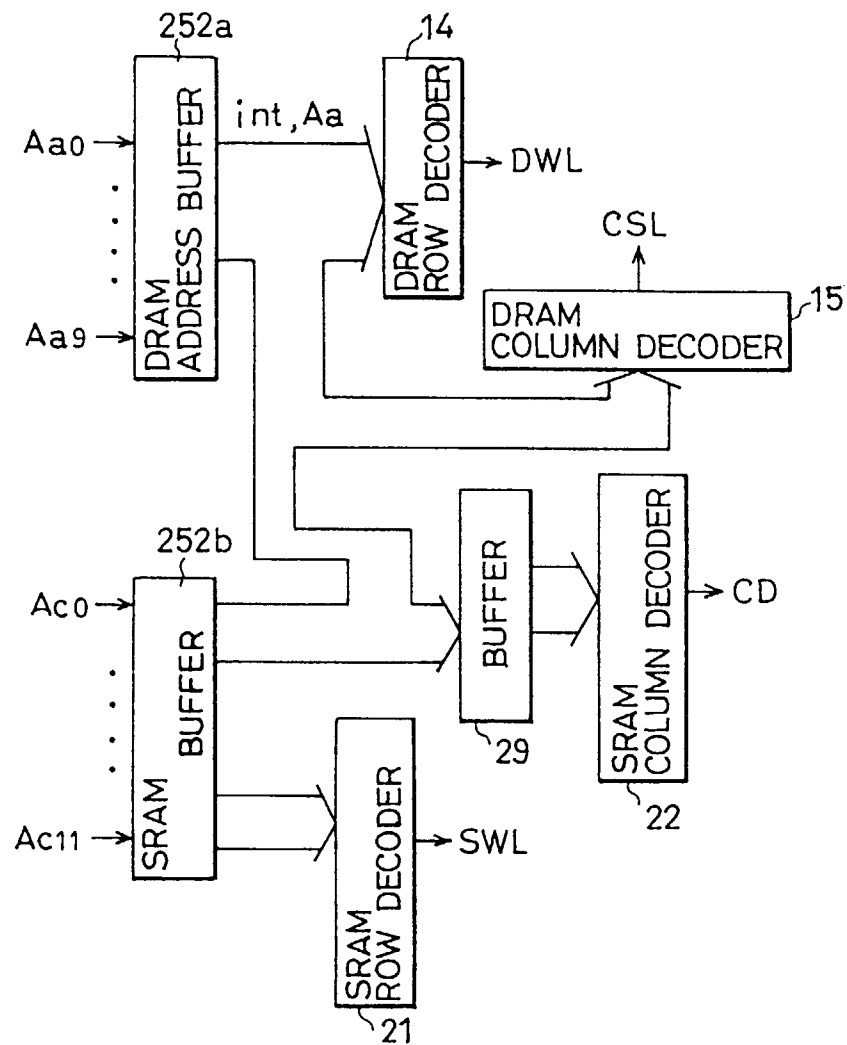 252a
Aa0
Aa9
DRAM
ADDRESS BUFFER
int,Aa
14
DRAM
ROW DECODER
DWL
CSL
15
DRAM
COLUMN DECODER
252b
Ac0
Ac11
SRAM
BUFFER
BUFFER
29
SRAM
COLUMN DECODER
CD
22
SRAM
ROW DECODER
SWL
21